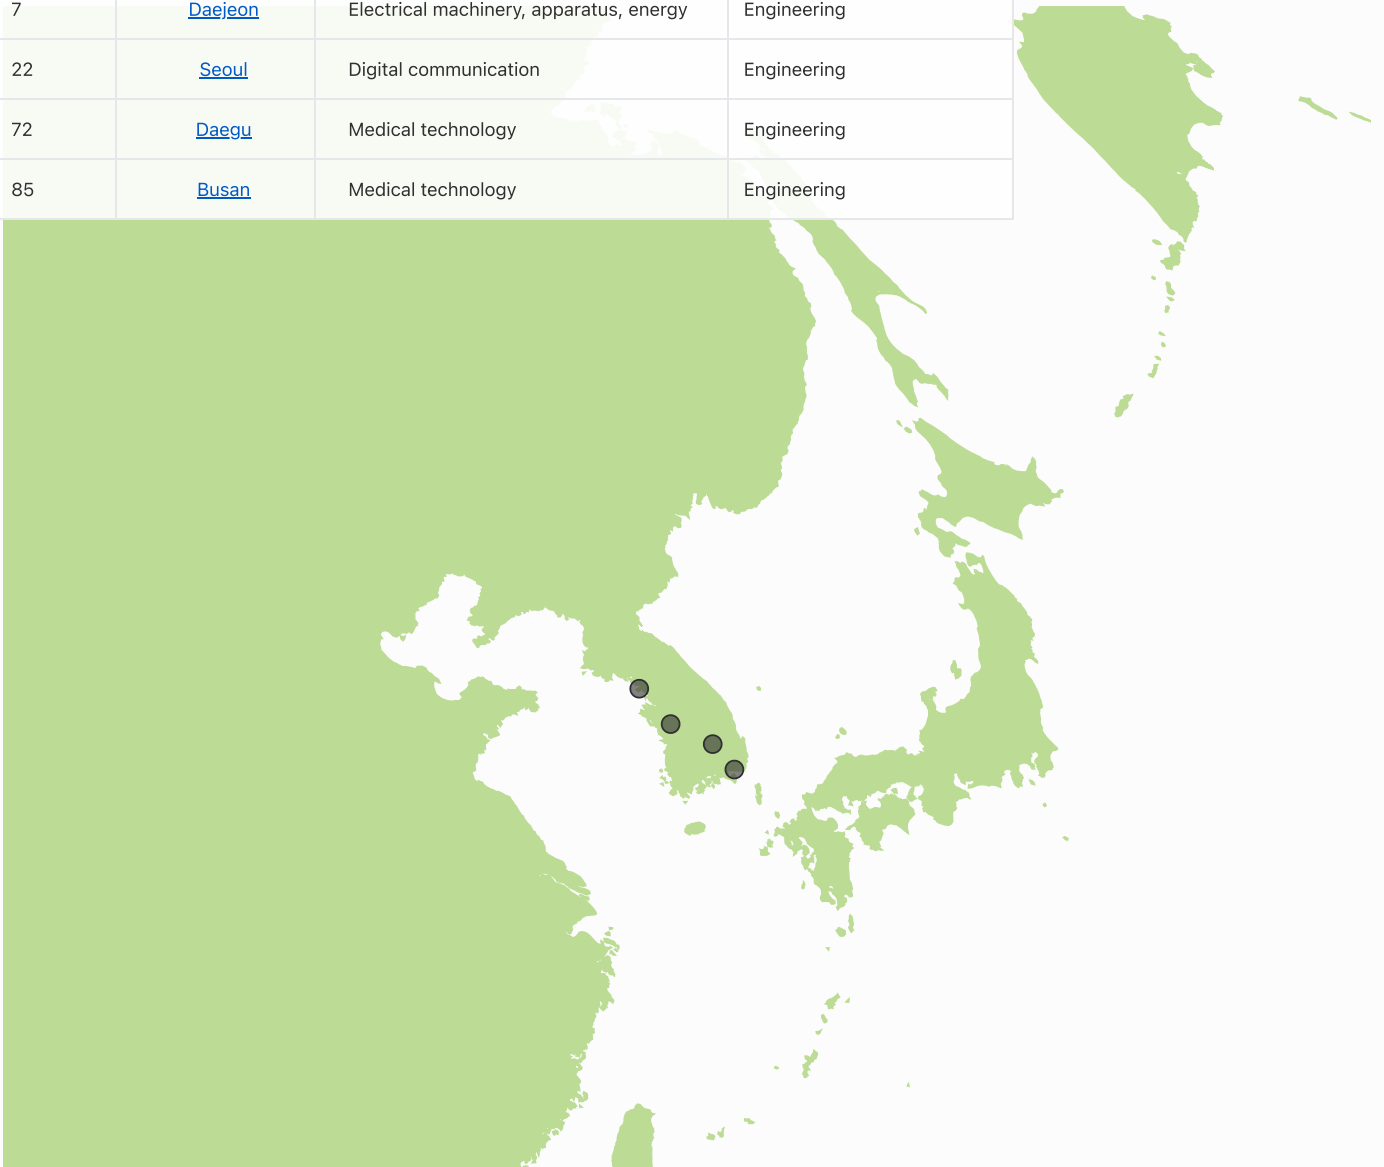 7 Daejeon Electrical machinery, apparatus, energy Engineering
22 Seoul Digital communication Engineering
72 Daegu Medical technology Engineering
85 Busan Medical technology Engineering